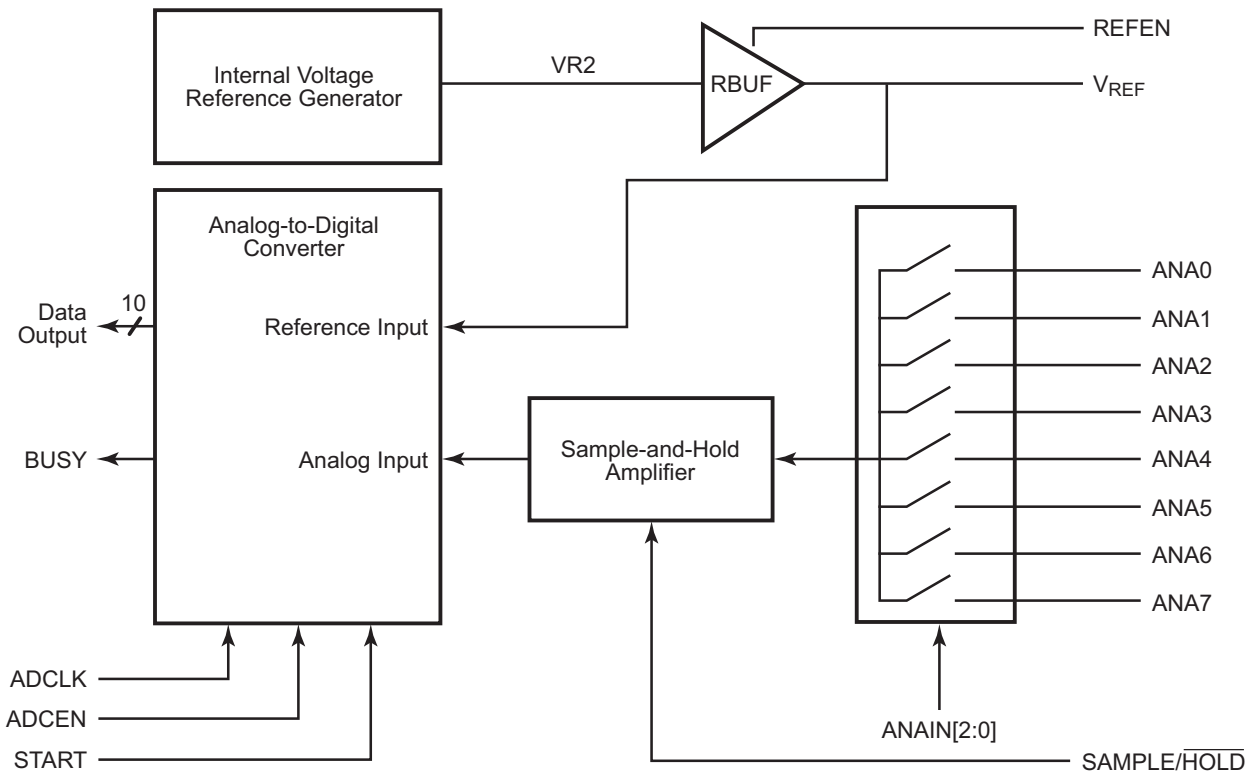 Internal Voltage
Reference Generator
VR2
RBUF
REFEN
VREF
Analog-to-Digital
Converter
Data
Output
10
Reference Input
BUSY
Analog Input
Sample-and-Hold
Amplifier
ANA0
ANA1
ANA2
ANA3
ANA4
ANA5
ANA6
ANA7
ADCLK
ADCEN
START
ANAIN[2:0]
SAMPLE/H̅O̅L̅D̅